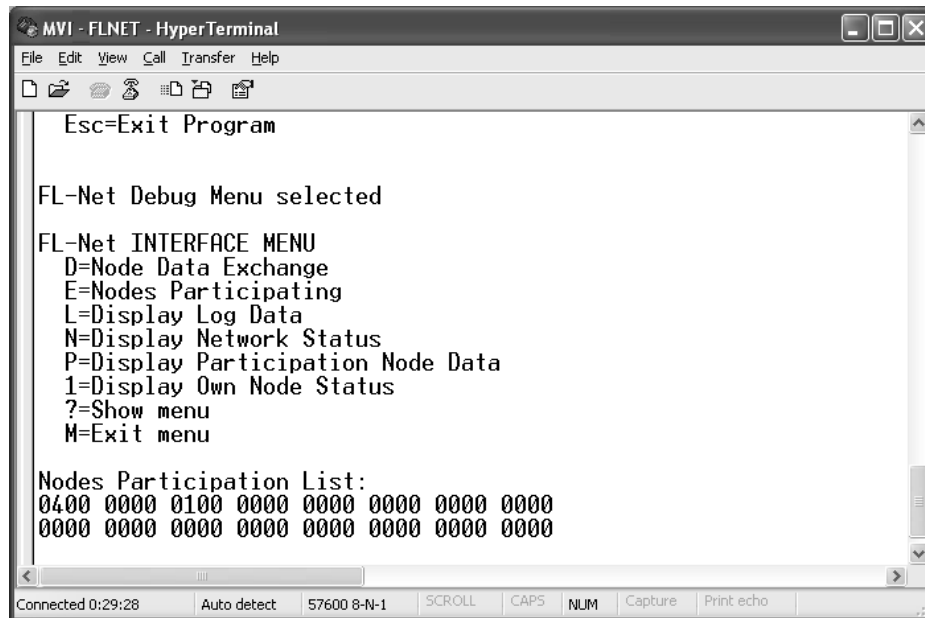 MVI - FLNET - HyperTerminal
File Edit View Call Transfer Help
Esc=Exit Program
FL-Net Debug Menu selected
FL-Net INTERFACE MENU
D=Node Data Exchange
E=Nodes Participating
L=Display Log Data
N=Display Network Status
P=Display Participation Node Data
1=Display Own Node Status
?=Show menu
M=Exit menu
Nodes Participation List:
0400 0000 0100 0000 0000 0000 0000 0000
0000 0000 0000 0000 0000 0000 0000 0000
Connected 0:29:28 Auto detect 57600 8-N-1 SCROLL CAPS NUM Capture Print echo